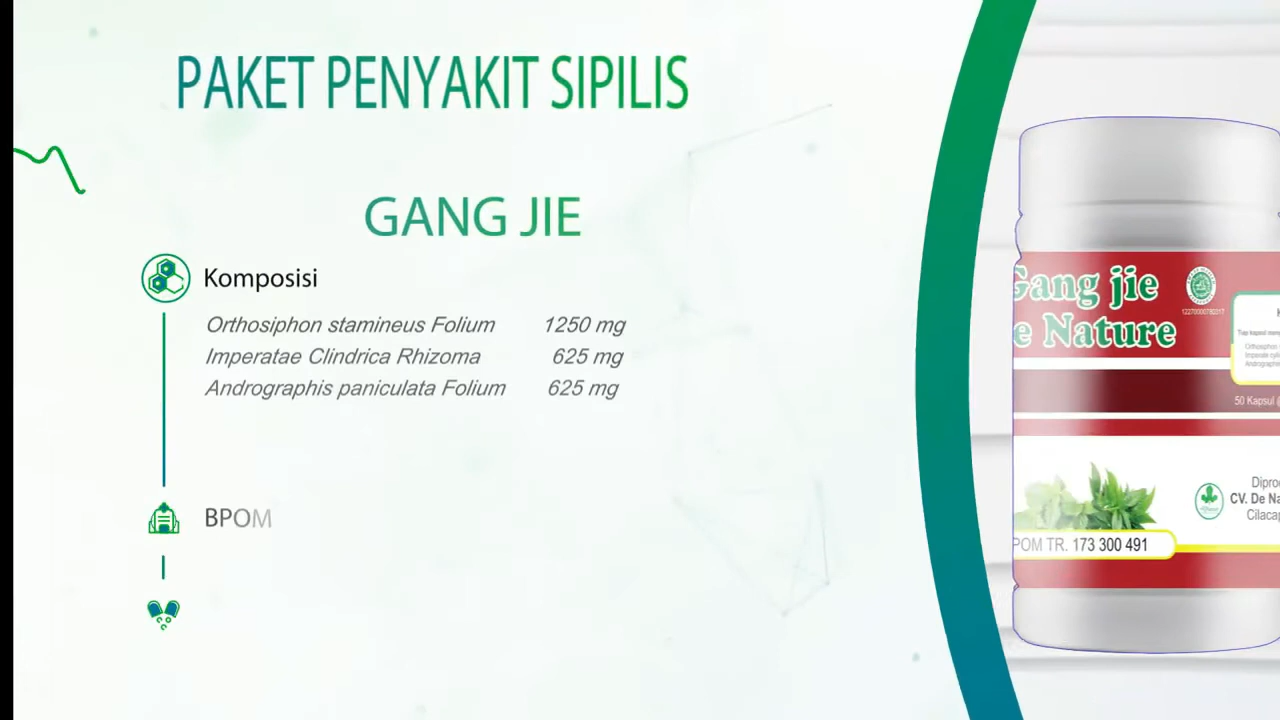 PAKET PENYAKIT SIPILIS
GANG JIE
Komposisi
Orthosiphon stamineus Folium 1250 mg
Imperatae Clindrica Rhizoma 625 mg
Andrographis paniculata Folium 625 mg
BPOM
Gang jie
e Nature
50 Kapsul @
Diprod
CV. De Na
Cilacap
POM TR. 173 300 491